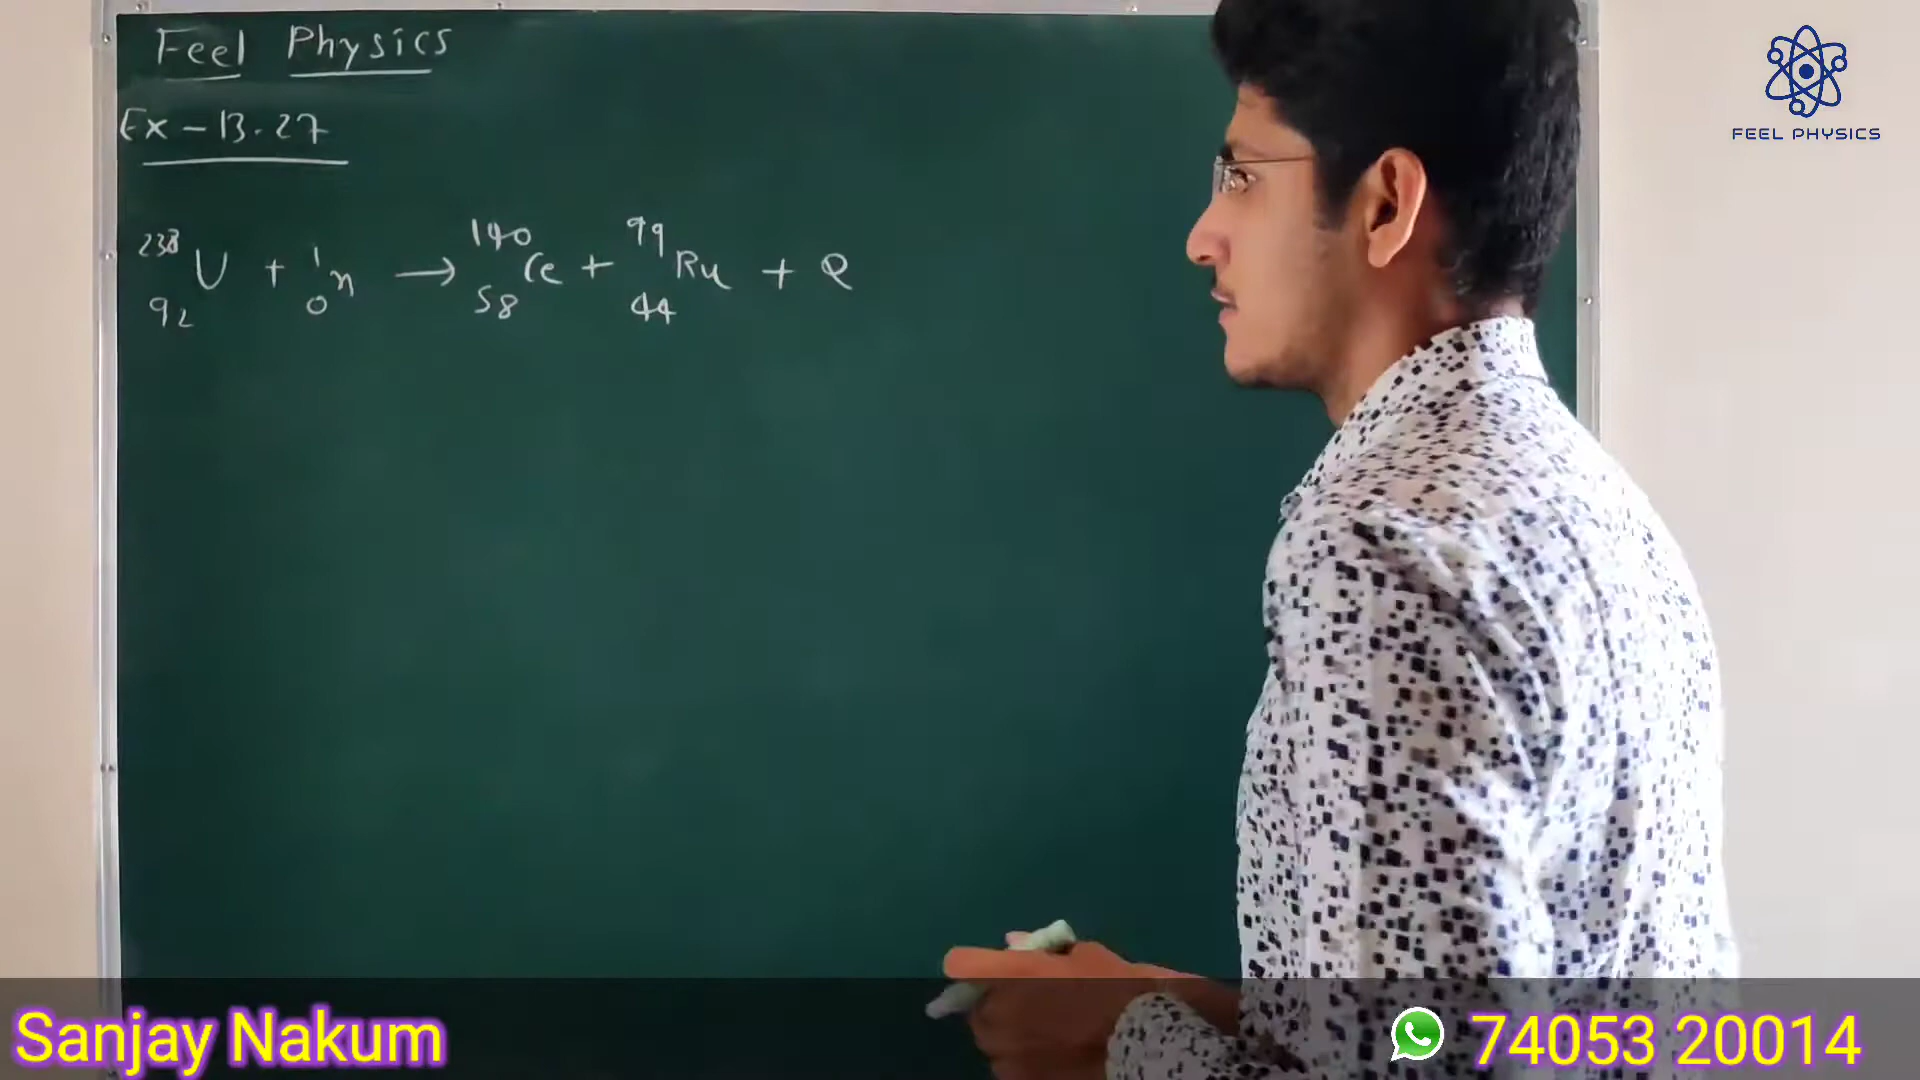 Feel Physics
Ex - 13.27
²³⁸₉₂U + ¹₀n → ¹⁴⁰₅₈Ce + ⁹⁹₄₄Ru + Q
FEEL PHYSICS
Sanjay Nakum
74053 20014